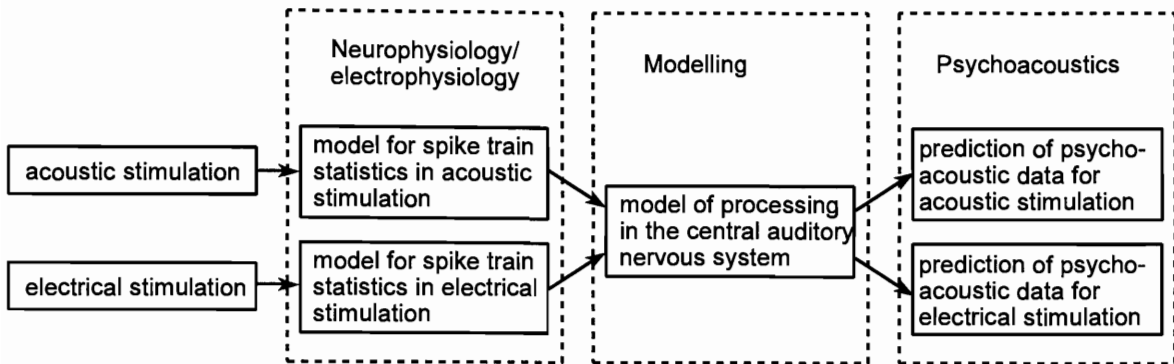 Neurophysiology/
electrophysiology
Modelling
Psychoacoustics
acoustic stimulation
model for spike train
statistics in acoustic
stimulation
prediction of psycho-
acoustic data for
acoustic stimulation
model of processing
in the central auditory
nervous system
electrical stimulation
model for spike train
statistics in electrical
stimulation
prediction of psycho-
acoustic data for
electrical stimulation